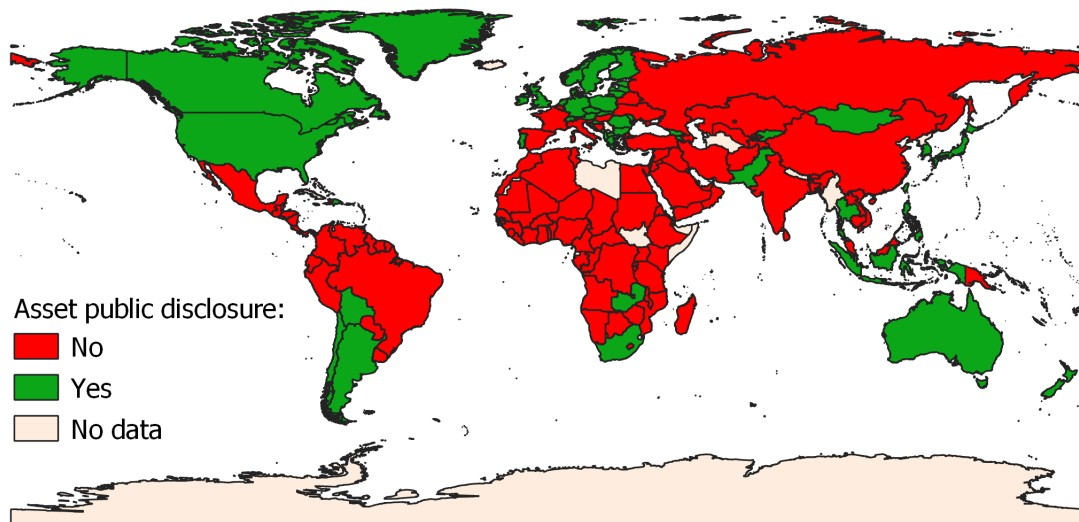 Asset public disclosure:
No
Yes
No data